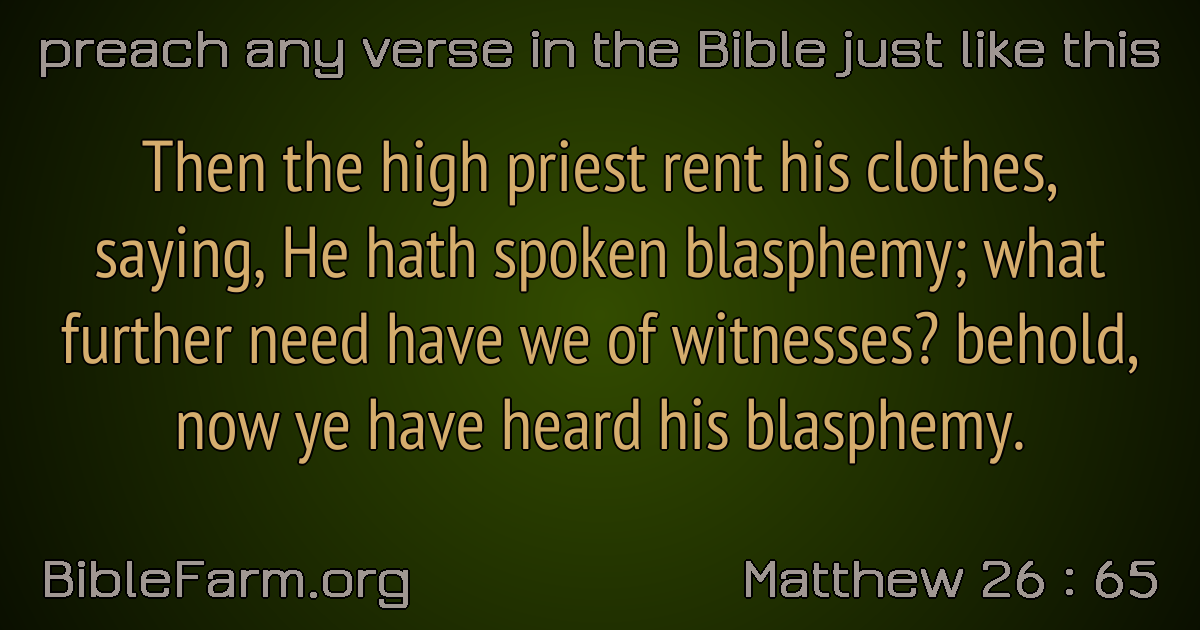 preach any verse in the Bible just like this
Then the high priest rent his clothes,
saying, He hath spoken blasphemy; what
further need have we of witnesses? behold,
now ye have heard his blasphemy.
BibleFarm.org
Matthew 26 : 65